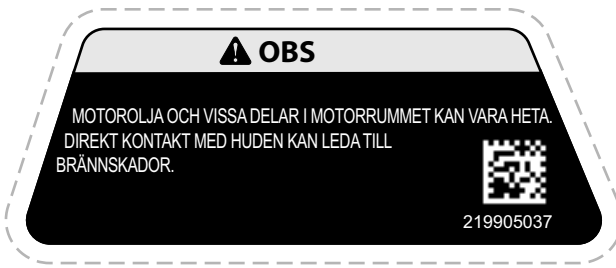 OBS
MOTOROLJA OCH VISSA DELAR I MOTORRUMMET KAN VARA HETA.
DIREKT KONTAKT MED HUDEN KAN LEDA TILL
BRÄNNSKADOR.
219905037